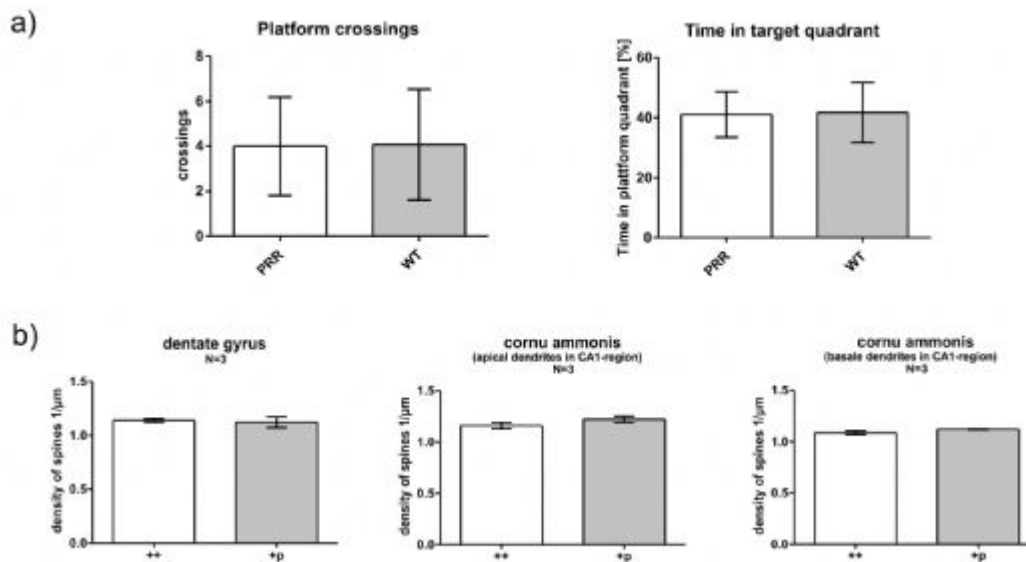 a)
Platform crossings
crossings
8
6
4
2
0
PRR
WT
Time in target quadrant
Time in plattform quadrant [%]
60
40
20
0
PRR
WT
b)
dentate gyrus
N=3
density of spines 1/µm
1.5
1.0
0.5
0.0
++
+p
cornu ammonis
(apical dendrites in CA1-region)
N=3
density of spines 1/µm
1.5
1.0
0.5
0.0
++
+p
cornu ammonis
(basale dendrites in CA1-region)
N=3
density of spines 1/µm
1.5
1.0
0.5
0.0
++
+p